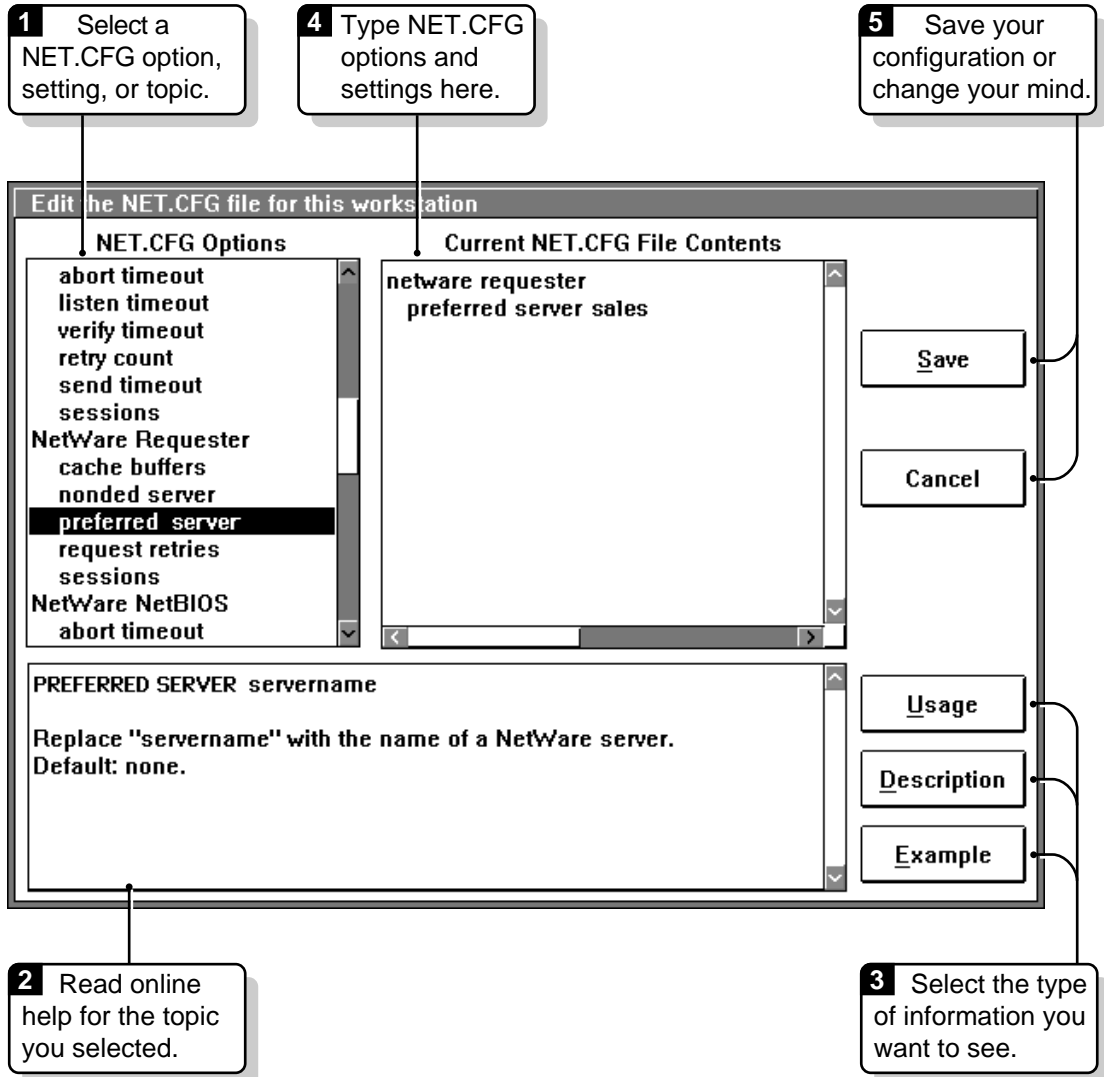 1 Select a
NET.CFG option,
setting, or topic.
4 Type NET.CFG
options and
settings here.
5 Save your
configuration or
change your mind.
Edit the NET.CFG file for this workstation
NET.CFG Options
abort timeout
listen timeout
verify timeout
retry count
send timeout
sessions
NetWare Requester
cache buffers
nonded server
preferred server
request retries
sessions
NetWare NetBIOS
abort timeout
Current NET.CFG File Contents
netware requester
preferred server sales
Save
Cancel
PREFERRED SERVER servername
Replace "servername" with the name of a NetWare server.
Default: none.
Usage
Description
Example
2 Read online
help for the topic
you selected.
3 Select the type
of information you
want to see.